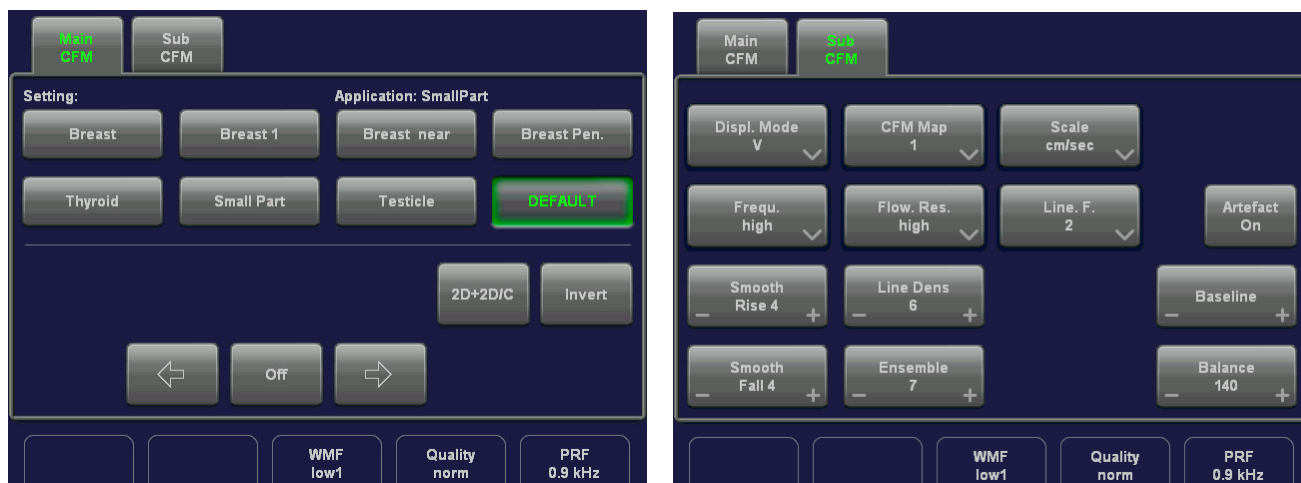 Main
CFM
Sub
CFM
Setting:
Application: SmallPart
Breast
Breast 1
Breast near
Breast Pen.
Thyroid
Small Part
Testicle
DEFAULT
2D+2D/C
Invert
Off
WMF
low1
Quality
norm
PRF
0.9 kHz
Main
CFM
Sub
CFM
Displ. Mode
V
CFM Map
1
Scale
cm/sec
Frequ.
high
Flow. Res.
high
Line. F.
2
Artefact
On
Smooth
Rise 4
Line Dens
6
Baseline
Smooth
Fall 4
Ensemble
7
Balance
140
WMF
low1
Quality
norm
PRF
0.9 kHz